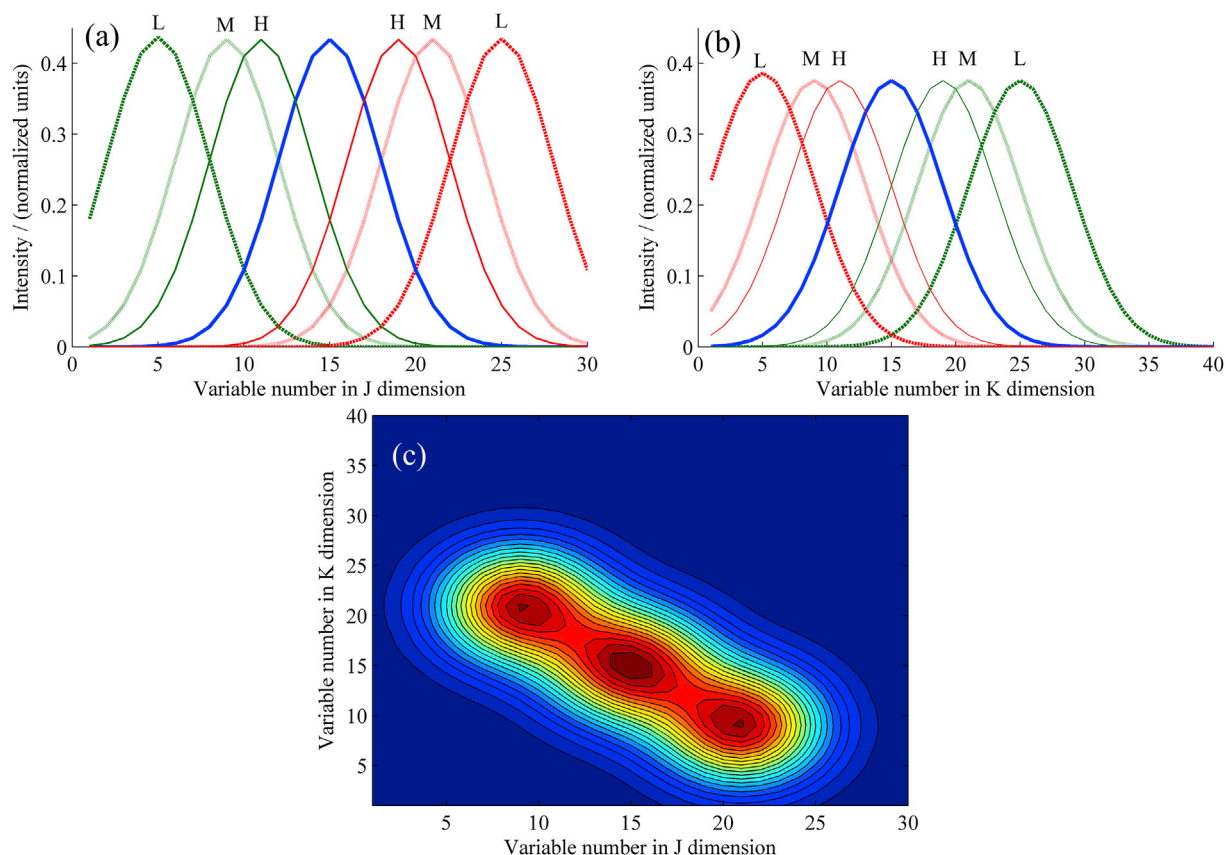 (a)
L M H H M L
Intensity / (normalized units)
0.4
0.3
0.2
0.1
0
0 5 10 15 20 25 30
Variable number in J dimension
(b)
L M H H M L
Intensity / (normalized units)
0.4
0.3
0.2
0.1
0
0 5 10 15 20 25 30 35 40
Variable number in K dimension
(c)
Variable number in K dimension
40
35
30
25
20
15
10
5
5 10 15 20 25 30
Variable number in J dimension